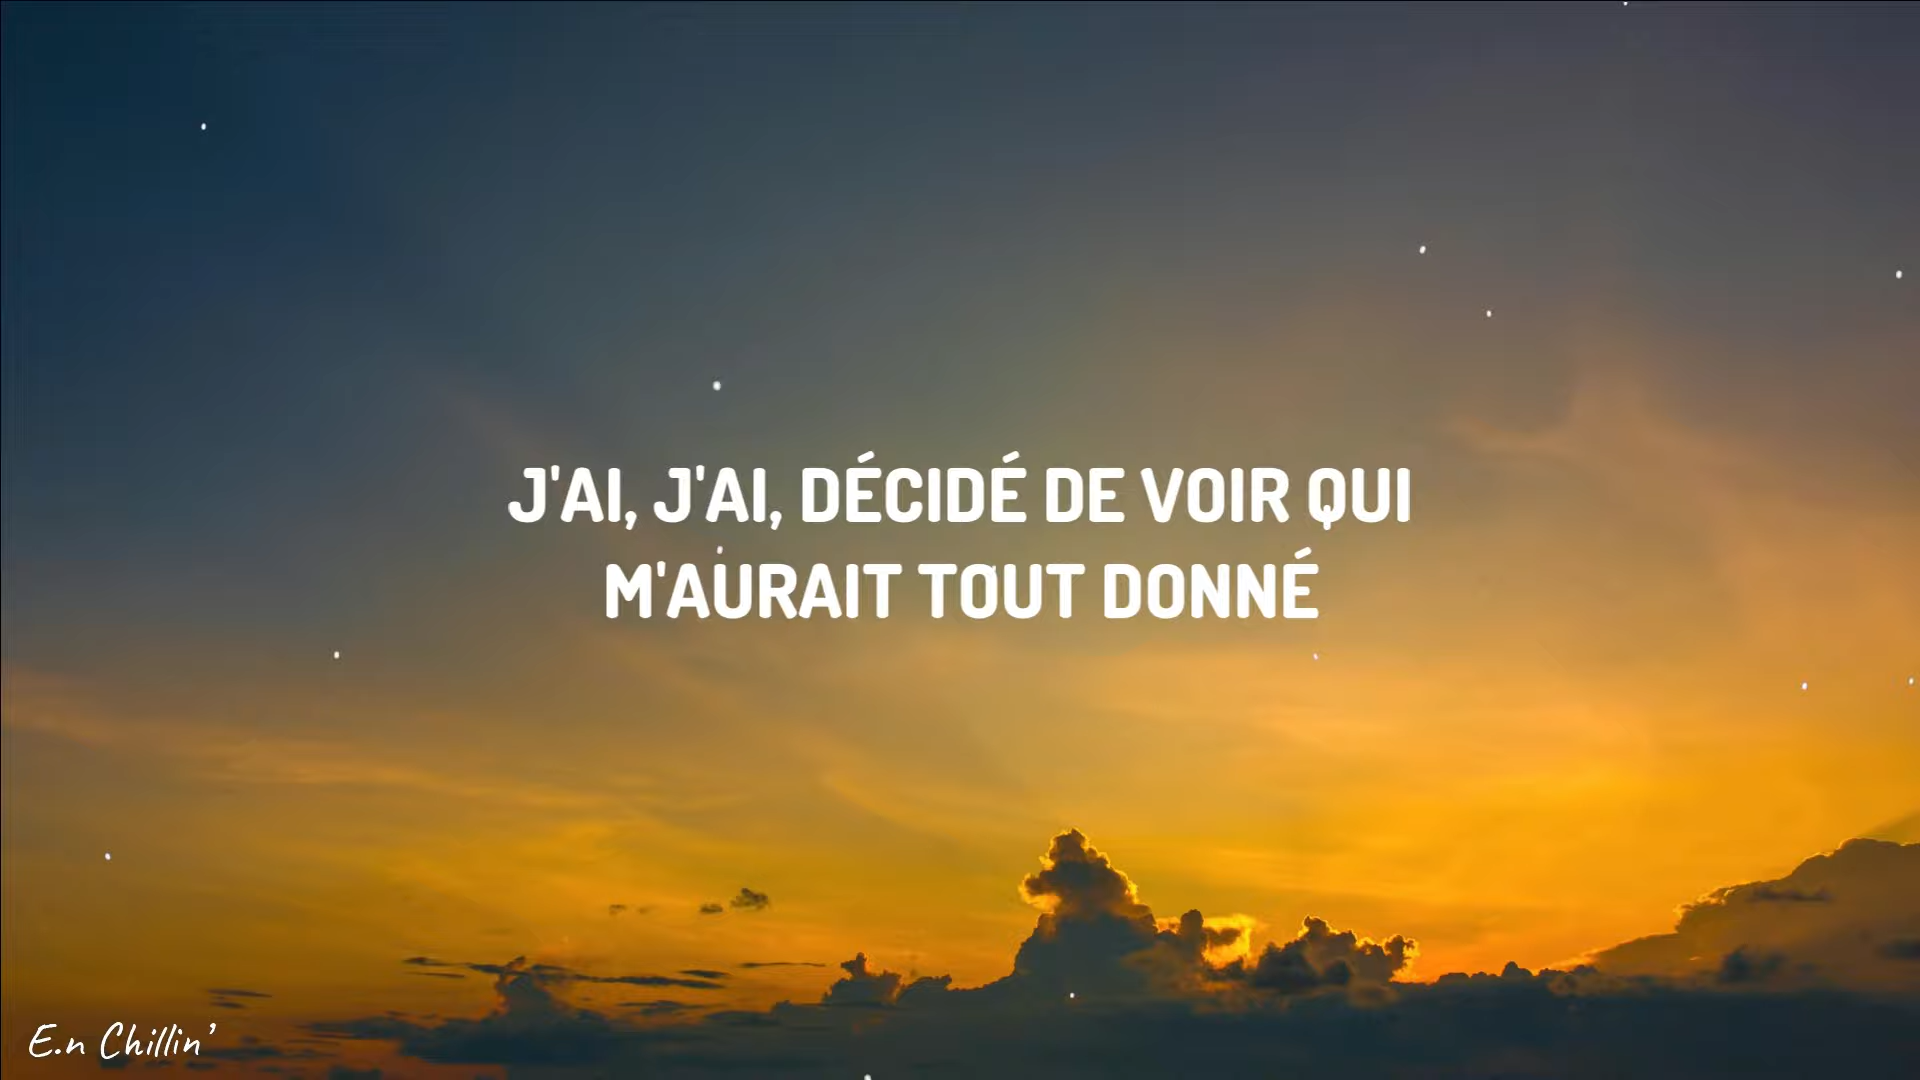 J'AI, J'AI, DÉCIDÉ DE VOIR QUI
M'AURAIT TOUT DONNÉ
E.n Chillin'